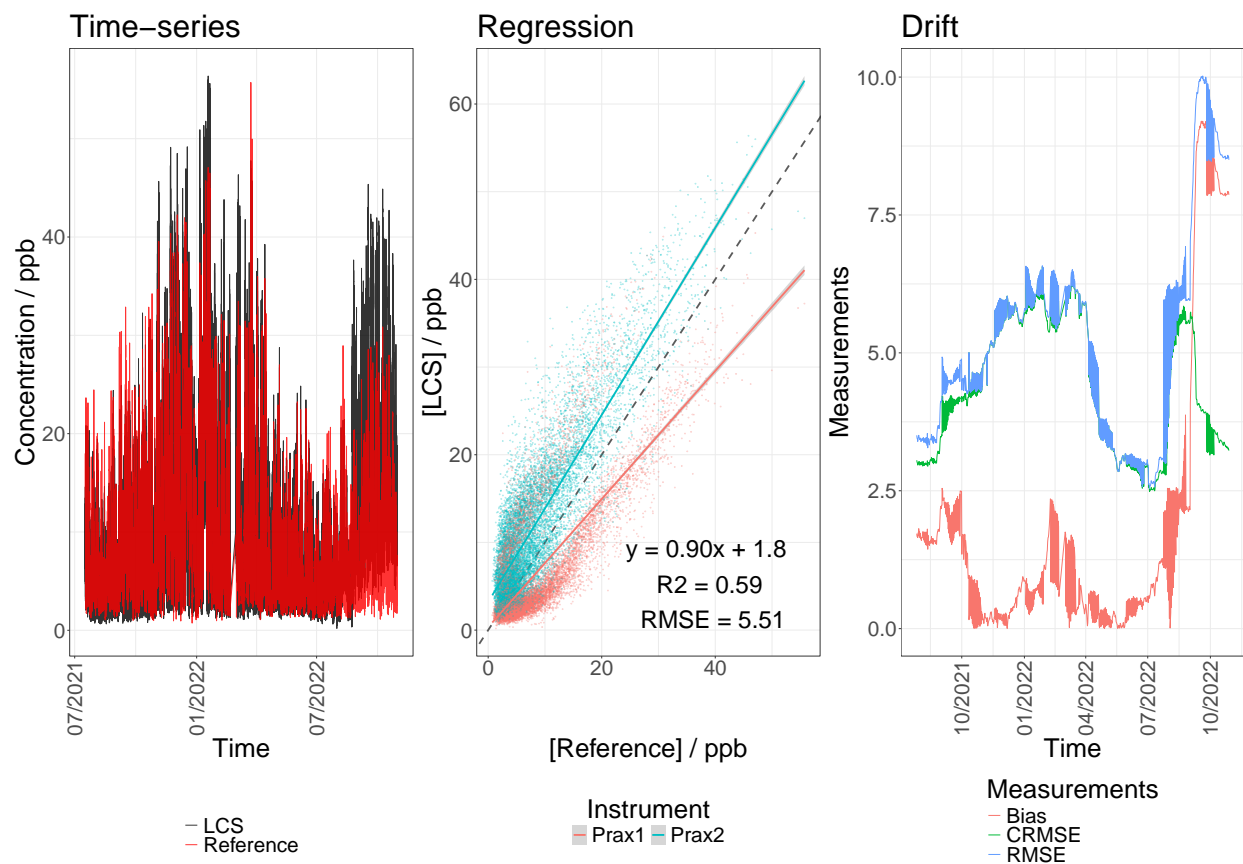 Time−series
Concentration / ppb
60
40
20
0
07/2021
01/2022
07/2022
Time
LCS
Reference
Regression
[LCS] / ppb
60
40
20
0
y = 0.90x + 1.8
R2 = 0.59
RMSE = 5.51
0
20
40
[Reference] / ppb
Instrument
Prax1
Prax2
Drift
Measurements
10.0
7.5
5.0
2.5
0.0
10/2021
01/2022
04/2022
07/2022
10/2022
Time
Measurements
Bias
CRMSE
RMSE